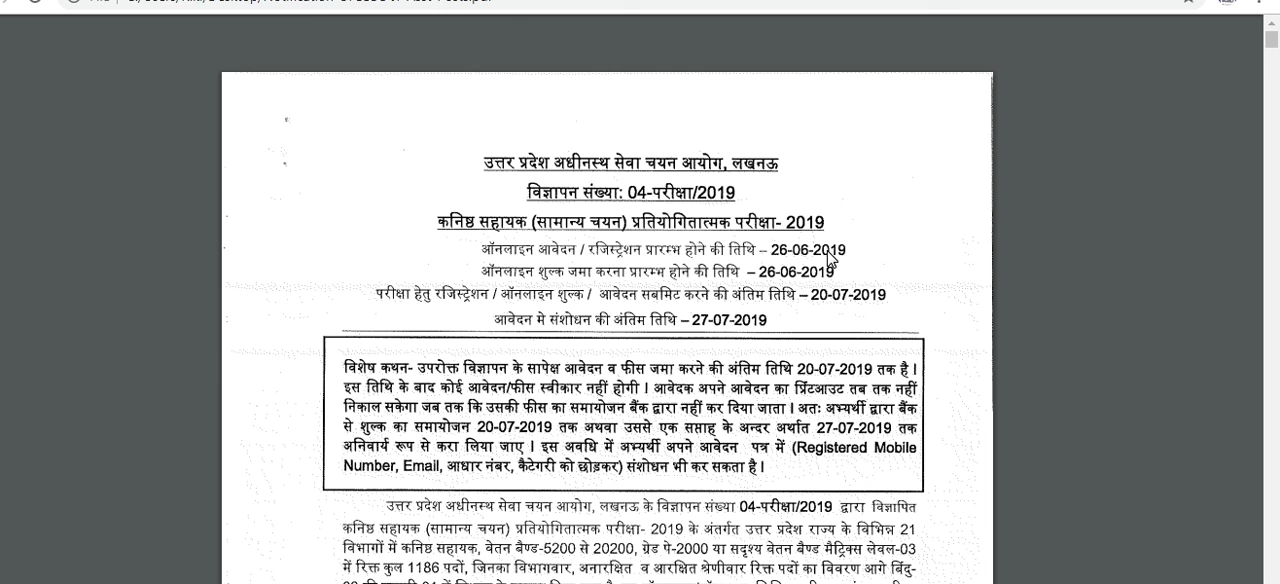 उत्तर प्रदेश अधीनस्थ सेवा चयन आयोग, लखनऊ
विज्ञापन संख्या: 04-परीक्षा/2019
कनिष्ठ सहायक (सामान्य चयन) प्रतियोगितात्मक परीक्षा- 2019
ऑनलाइन आवेदन / रजिस्ट्रेशन प्रारम्भ होने की तिथि – 26-06-2019
ऑनलाइन शुल्क जमा करना प्रारम्भ होने की तिथि – 26-06-2019
परीक्षा हेतु रजिस्ट्रेशन / ऑनलाइन शुल्क / आवेदन सबमिट करने की अंतिम तिथि – 20-07-2019
आवेदन मे संशोधन की अंतिम तिथि – 27-07-2019
विशेष कथन- उपरोक्त विज्ञापन के सापेक्ष आवेदन व फीस जमा करने की अंतिम तिथि 20-07-2019 तक है।
इस तिथि के बाद कोई आवेदन/फीस स्वीकार नहीं होगी । आवेदक अपने आवेदन का प्रिंटआउट तब तक नहीं
निकाल सकेगा जब तक कि उसकी फीस का समायोजन बैंक द्वारा नहीं कर दिया जाता । अतः अभ्यर्थी द्वारा बैंक
से शुल्क का समायोजन 20-07-2019 तक अथवा उससे एक सप्ताह के अन्दर अर्थात 27-07-2019 तक
अनिवार्य रूप से करा लिया जाए । इस अवधि में अभ्यर्थी अपने आवेदन पत्र में (Registered Mobile
Number, Email, आधार नंबर, कैटेगरी को छोड़कर) संशोधन भी कर सकता है।
उत्तर प्रदेश अधीनस्थ सेवा चयन आयोग, लखनऊ के विज्ञापन संख्या 04-परीक्षा/2019 द्वारा विज्ञापित
कनिष्ठ सहायक (सामान्य चयन) प्रतियोगितात्मक परीक्षा- 2019 के अंतर्गत उत्तर प्रदेश राज्य के विभिन्न 21
विभागों में कनिष्ठ सहायक, वेतन बैण्ड-5200 से 20200, ग्रेड पे-2000 या सदृश्य वेतन बैण्ड मैट्रिक्स लेवल-03
में रिक्त कुल 1186 पदों, जिनका विभागवार, अनारक्षित व आरक्षित श्रेणीवार रिक्त पदों का विवरण आगे बिंदु-